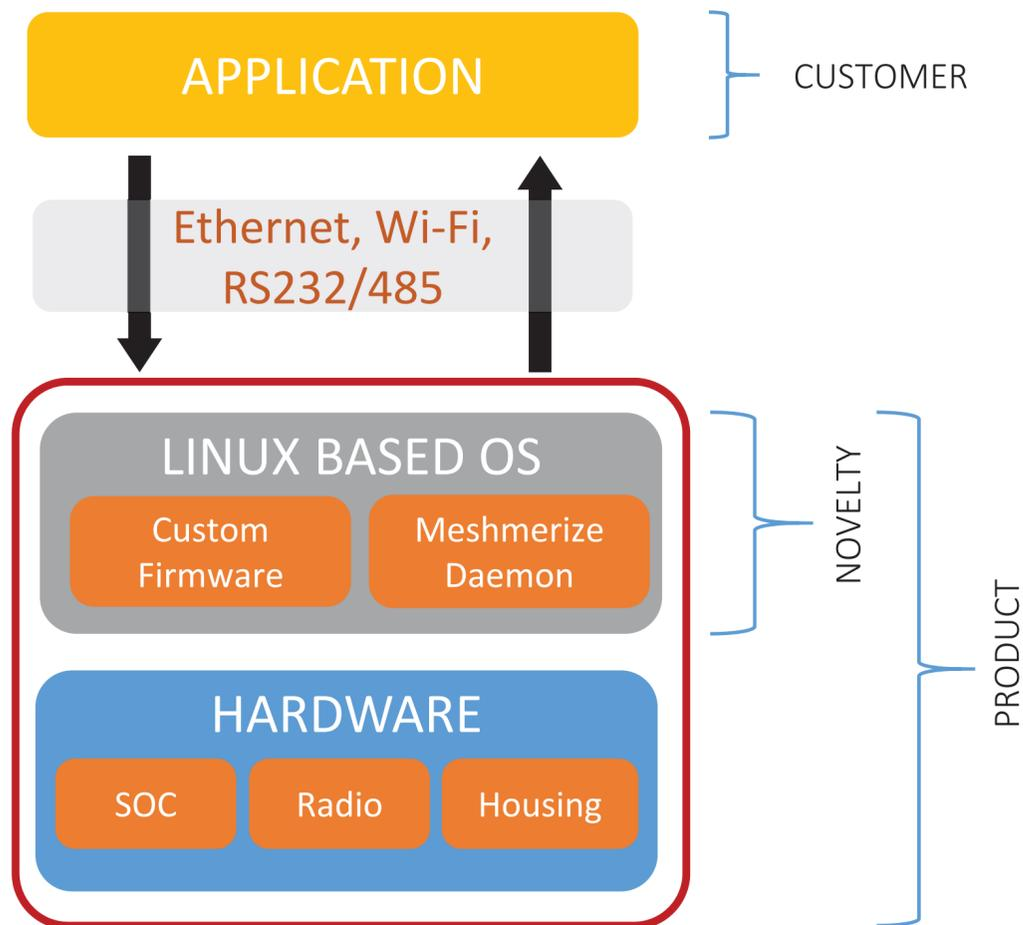 APPLICATION
CUSTOMER
Ethernet, Wi-Fi,
RS232/485
LINUX BASED OS
Custom
Firmware
Meshmerize
Daemon
NOVELTY
PRODUCT
HARDWARE
SOC
Radio
Housing